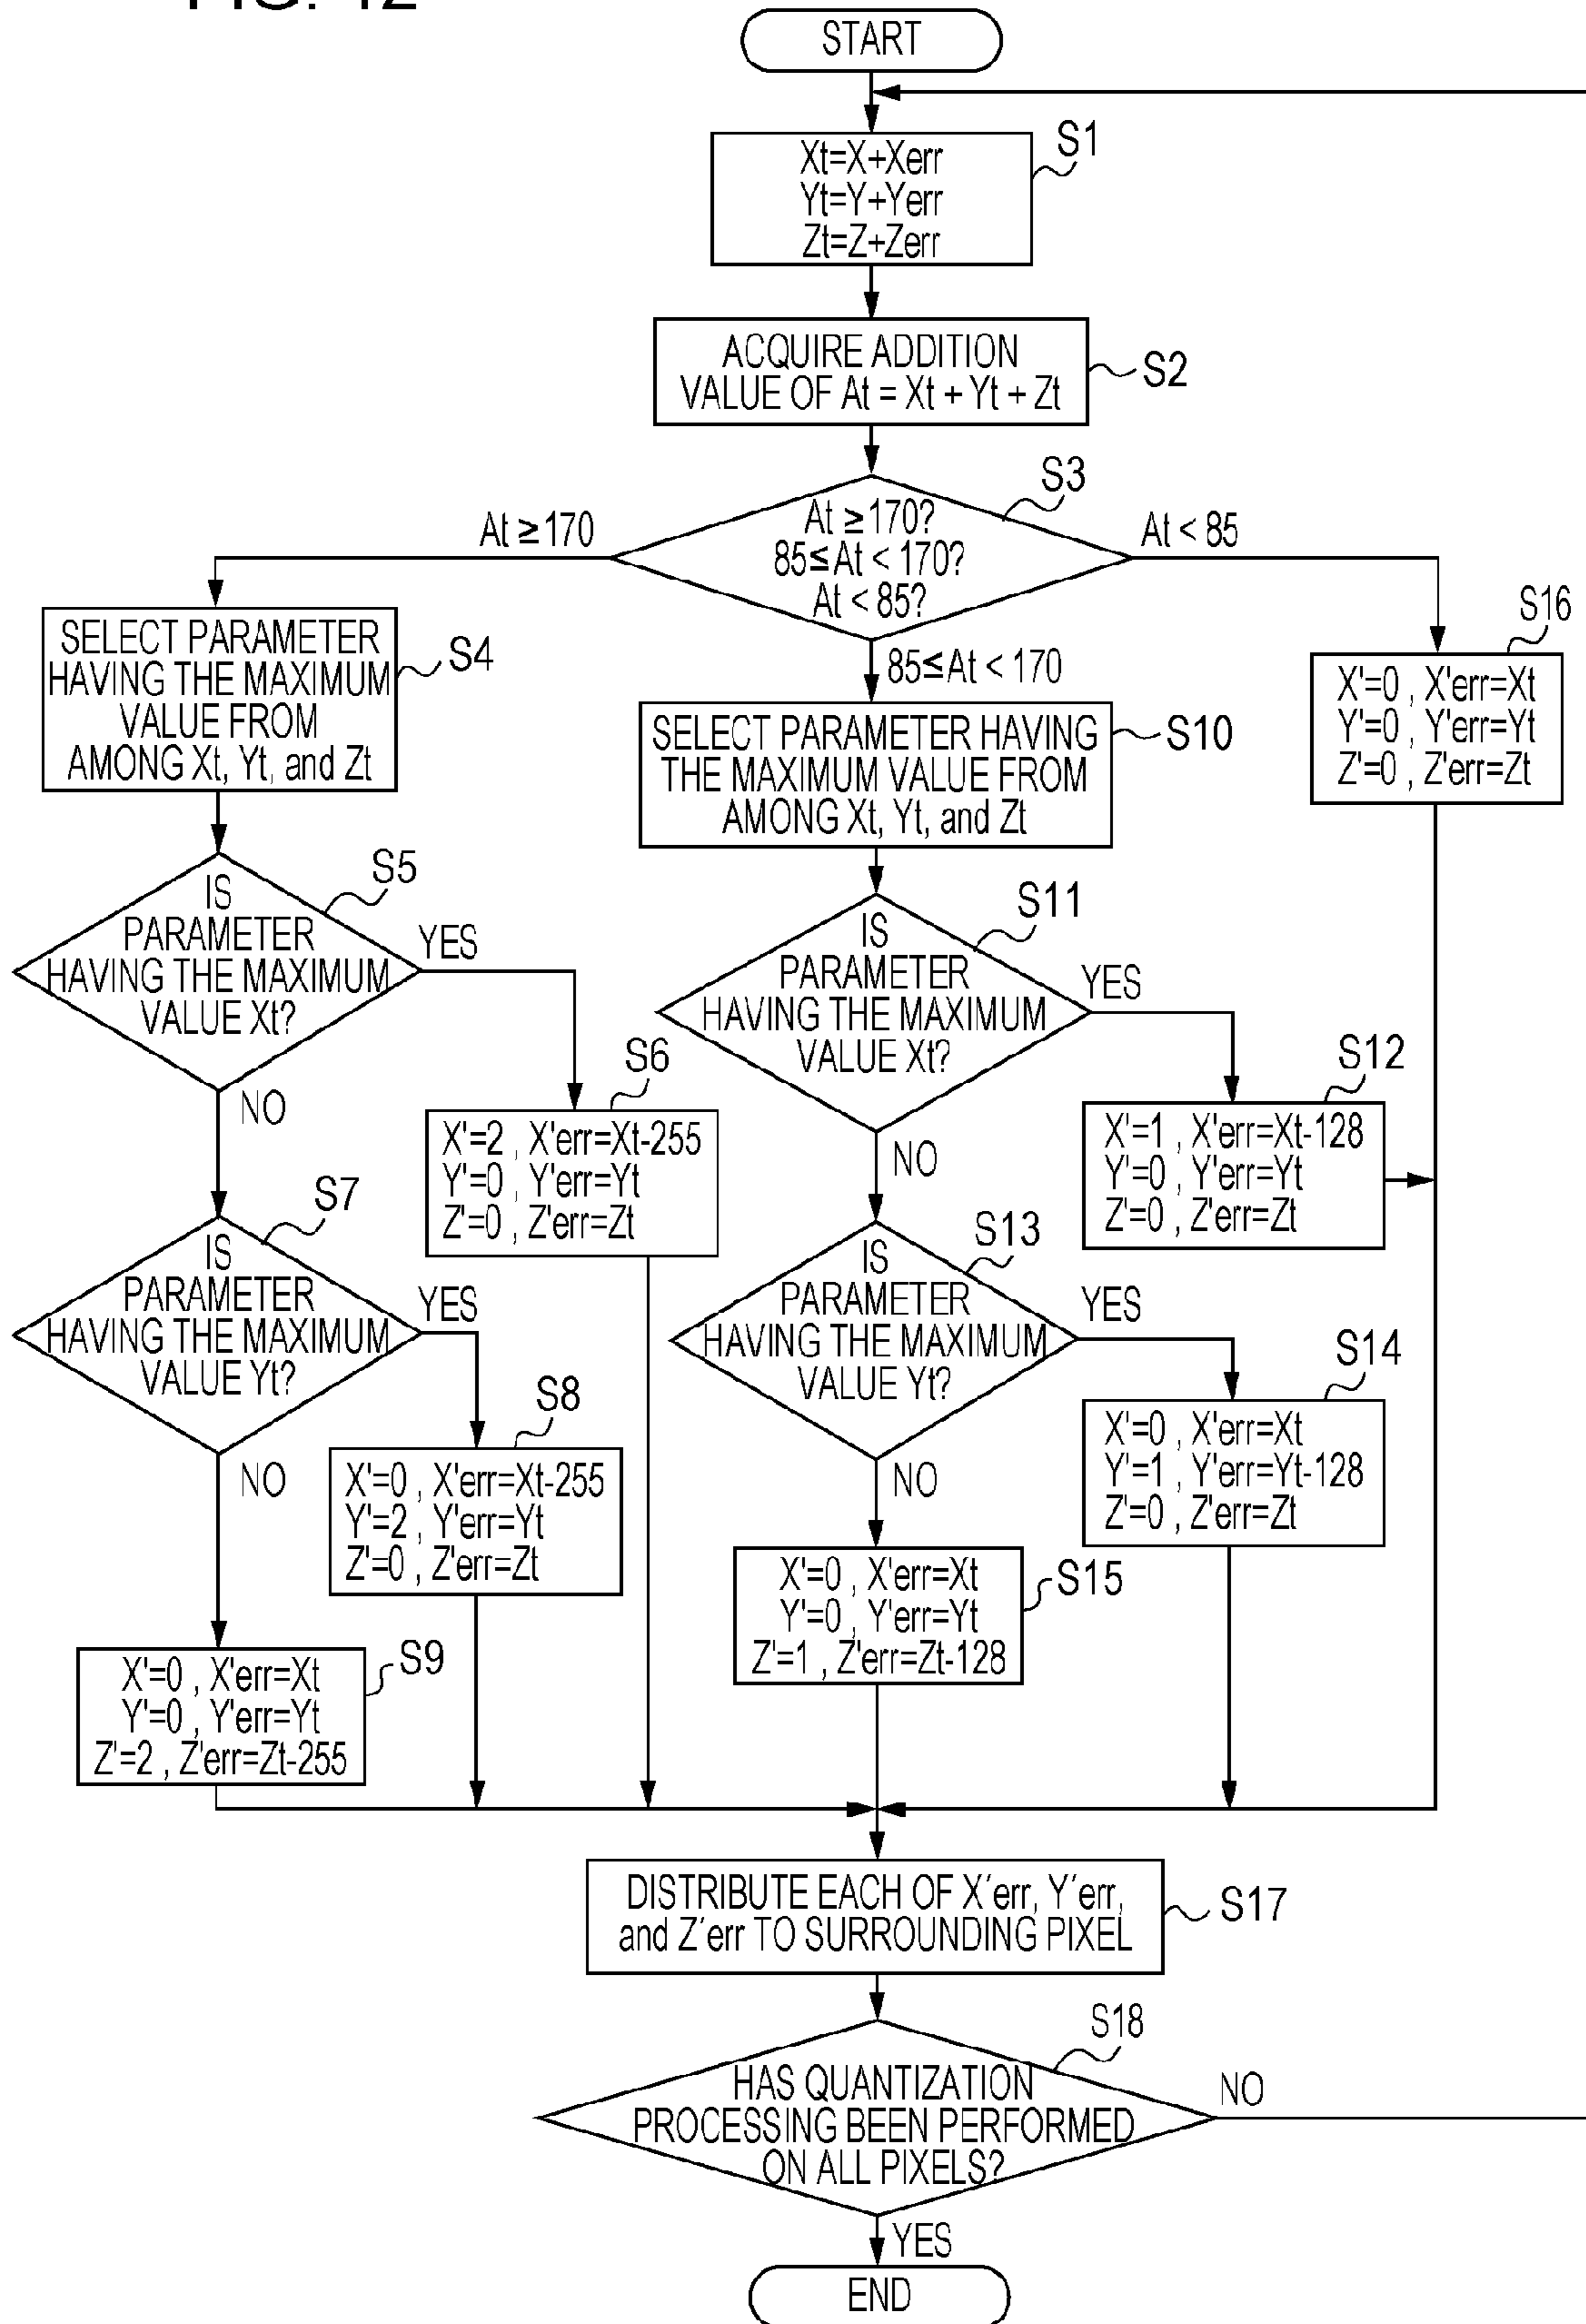 FIG. 12
START
Xt=X+Xerr
Yt=Y+Yerr
Zt=Z+Zerr
S1
ACQUIRE ADDITION
VALUE OF At = Xt + Yt + Zt
S2
At ≥ 170?
85≤At < 170?
At < 85?
S3
At ≥ 170
85≤At < 170
At < 85
SELECT PARAMETER
HAVING THE MAXIMUM
VALUE FROM
AMONG Xt, Yt, and Zt
S4
SELECT PARAMETER HAVING
THE MAXIMUM VALUE FROM
AMONG Xt, Yt, and Zt
S10
S16
X'=0 , X'err=Xt
Y'=0 , Y'err=Yt
Z'=0 , Z'err=Zt
IS
PARAMETER
HAVING THE MAXIMUM
VALUE Xt?
S5
YES
NO
S6
X'=2 , X'err=Xt-255
Y'=0 , Y'err=Yt
Z'=0 , Z'err=Zt
IS
PARAMETER
HAVING THE MAXIMUM
VALUE Xt?
S11
YES
NO
S12
X'=1 , X'err=Xt-128
Y'=0 , Y'err=Yt
Z'=0 , Z'err=Zt
IS
PARAMETER
HAVING THE MAXIMUM
VALUE Yt?
S7
YES
NO
S8
X'=0 , X'err=Xt-255
Y'=2 , Y'err=Yt
Z'=0 , Z'err=Zt
IS
PARAMETER
HAVING THE MAXIMUM
VALUE Yt?
S13
YES
NO
S14
X'=0 , X'err=Xt
Y'=1 , Y'err=Yt-128
Z'=0 , Z'err=Zt
X'=0 , X'err=Xt
Y'=0 , Y'err=Yt
Z'=2 , Z'err=Zt-255
S9
X'=0 , X'err=Xt
Y'=0 , Y'err=Yt
Z'=1 , Z'err=Zt-128
S15
DISTRIBUTE EACH OF X'err, Y'err,
and Z'err TO SURROUNDING PIXEL
S17
HAS QUANTIZATION
PROCESSING BEEN PERFORMED
ON ALL PIXELS?
S18
NO
YES
END